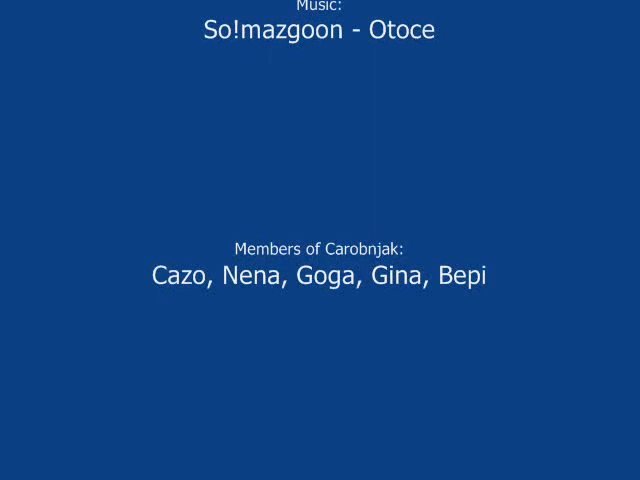 Music:
So!mazgoon - Otoce
Members of Carobnjak:
Cazo, Nena, Goga, Gina, Bepi